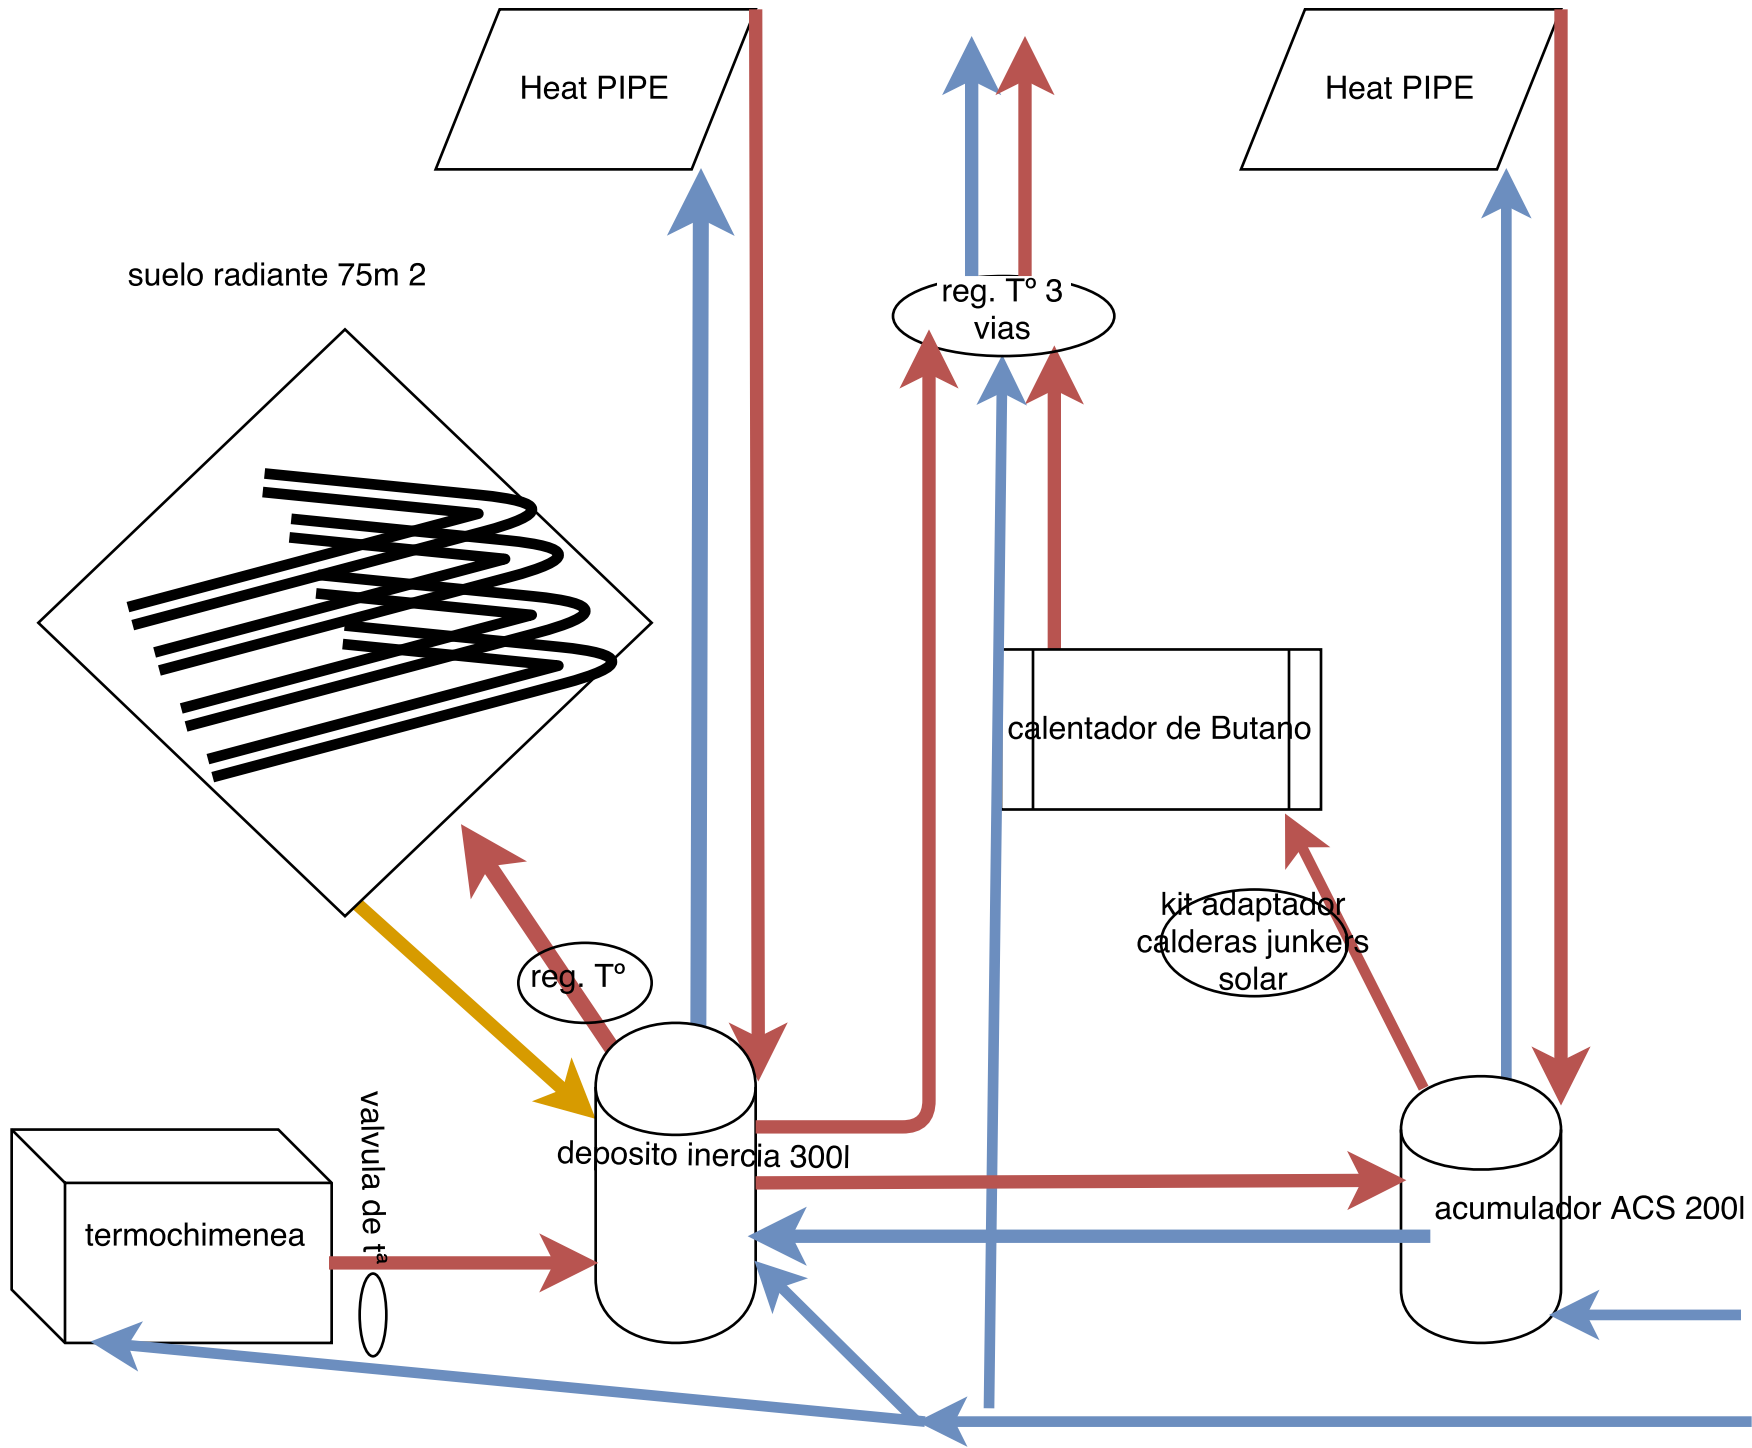 Heat PIPE
Heat PIPE
suelo radiante 75m 2
reg. Tº 3
vias
calentador de Butano
kit adaptador
calderas junkers
solar
reg. Tº
valvula de tª
deposito inercia 300l
acumulador ACS 200l
termochimenea